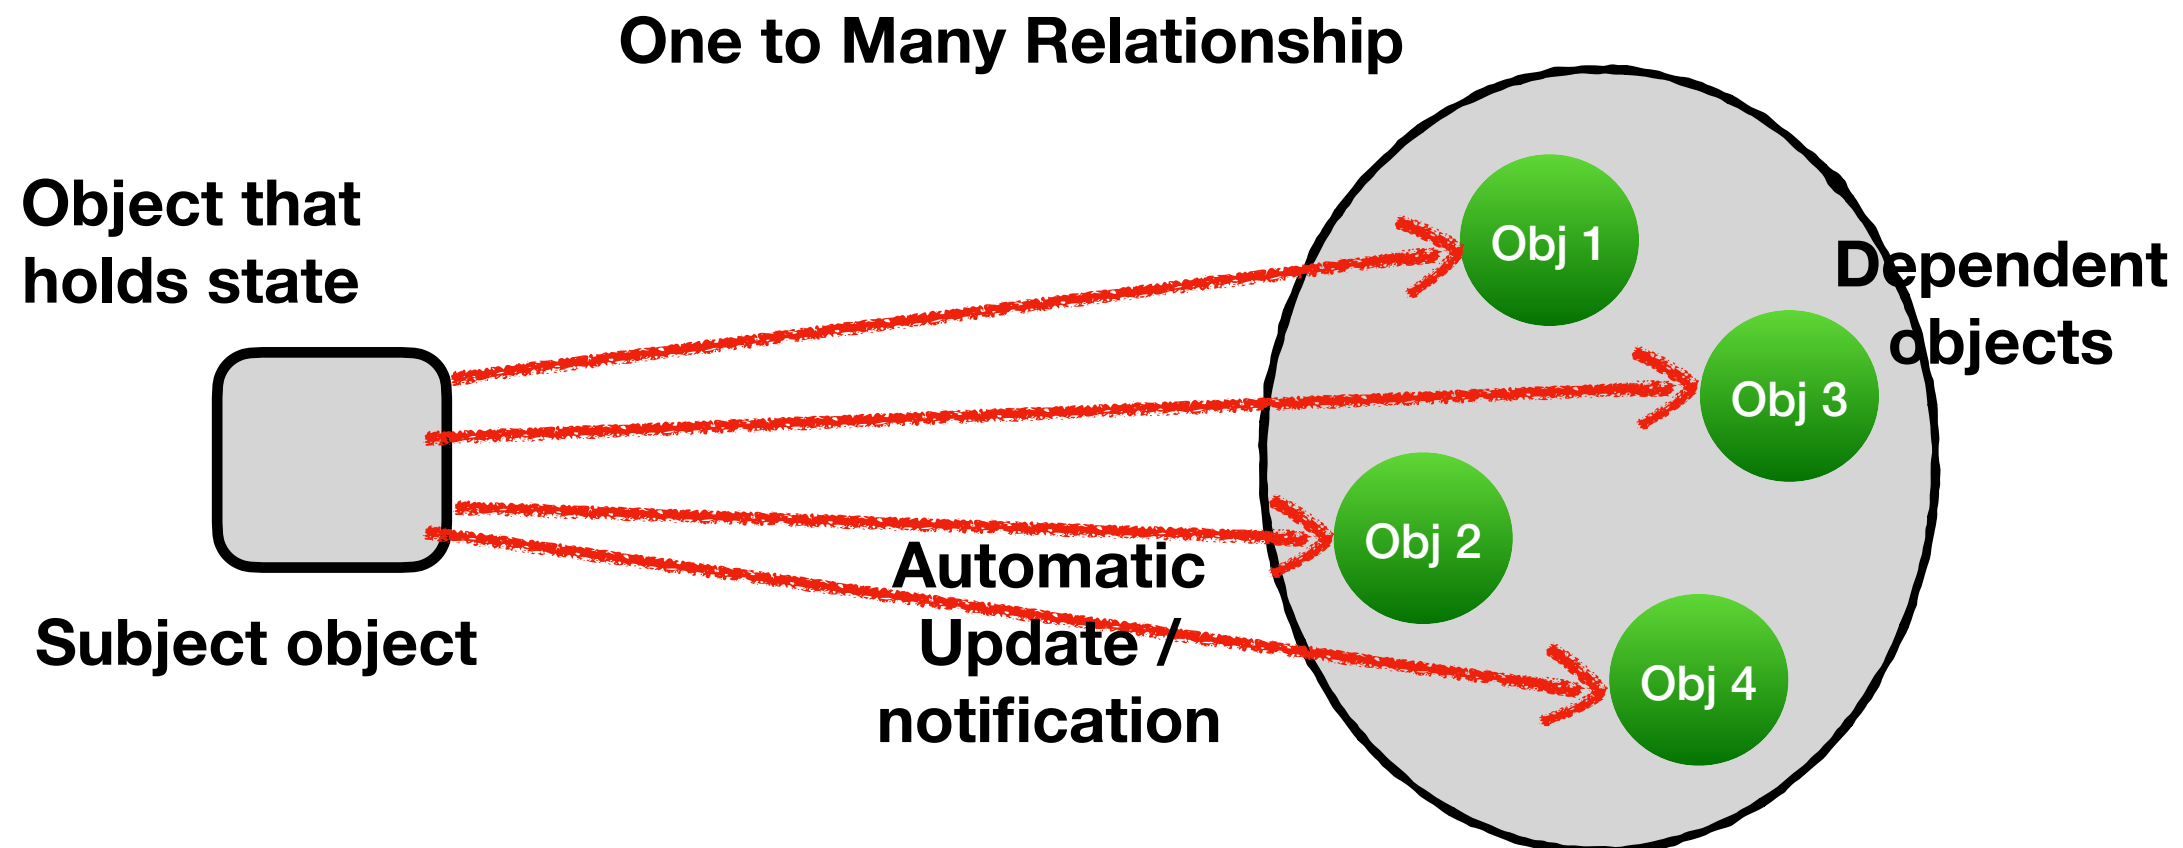 One to Many Relationship
Object that
holds state
Subject object
Automatic
Update /
notification
Obj 1
Obj 3
Obj 2
Obj 4
Dependent
objects